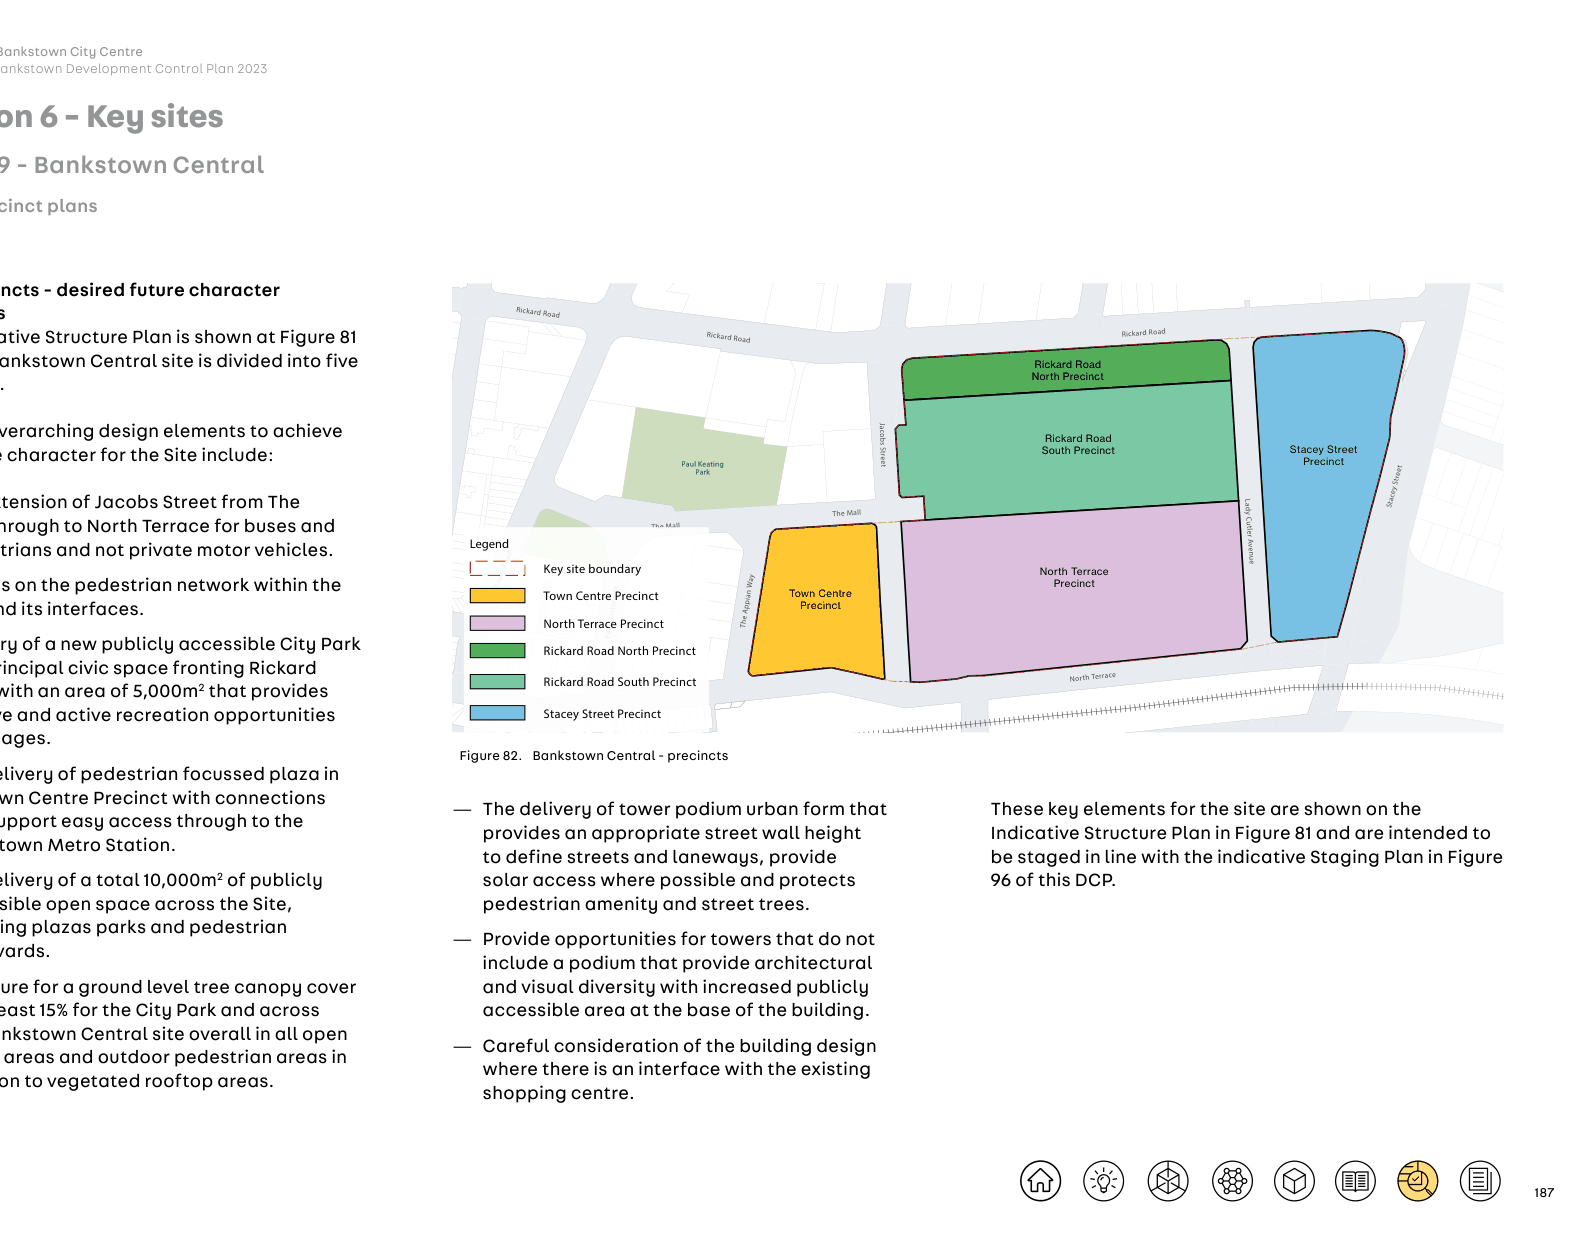 Bankstown City Centre
ankstown Development Control Plan 2023
on 6 - Key sites
9 - Bankstown Central
cinct plans
ncts - desired future character
s
ative Structure Plan is shown at Figure 81
ankstown Central site is divided into five
.
verarching design elements to achieve
e character for the Site include:
xtension of Jacobs Street from The
through to North Terrace for buses and
trians and not private motor vehicles.
s on the pedestrian network within the
nd its interfaces.
ry of a new publicly accessible City Park
rincipal civic space fronting Rickard
with an area of 5,000m² that provides
ve and active recreation opportunities
ages.
elivery of pedestrian focussed plaza in
wn Centre Precinct with connections
upport easy access through to the
town Metro Station.
elivery of a total 10,000m² of publicly
sible open space across the Site,
ing plazas parks and pedestrian
yards.
ure for a ground level tree canopy cover
east 15% for the City Park and across
nkstown Central site overall in all open
areas and outdoor pedestrian areas in
on to vegetated rooftop areas.
Rickard Road
Rickard Road
Rickard Road
Rickard Road
North Precinct
Rickard Road
South Precinct
Jacobs Street
Stacey Street
Precinct
Stacey Street
Paul Keating
Park
The Mall
The Mall
Lady Cutler Avenue
North Terrace
Precinct
Town Centre
Precinct
The Appian Way
North Terrace
Legend
Key site boundary
Town Centre Precinct
North Terrace Precinct
Rickard Road North Precinct
Rickard Road South Precinct
Stacey Street Precinct
Figure 82. Bankstown Central - precincts
— The delivery of tower podium urban form that
provides an appropriate street wall height
to define streets and laneways, provide
solar access where possible and protects
pedestrian amenity and street trees.
— Provide opportunities for towers that do not
include a podium that provide architectural
and visual diversity with increased publicly
accessible area at the base of the building.
— Careful consideration of the building design
where there is an interface with the existing
shopping centre.
These key elements for the site are shown on the
Indicative Structure Plan in Figure 81 and are intended to
be staged in line with the indicative Staging Plan in Figure
96 of this DCP.
187